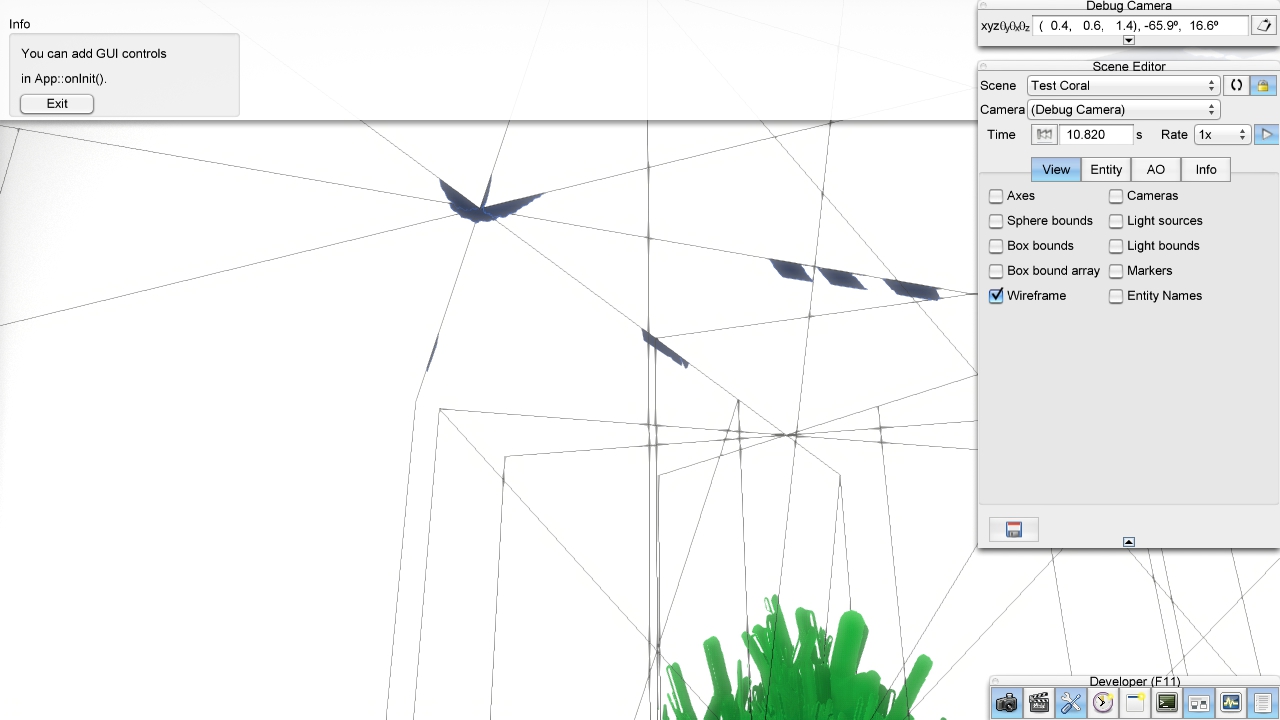 Info
You can add GUI controls
in App::onInit().
Exit
Debug Camera
( 0.4, 0.6, 1.4), -65.9º, 16.6º
Scene Editor
Scene Test Coral
Camera (Debug Camera)
Time 10.820 s Rate 1x
View Entity AO Info
Axes Cameras
Sphere bounds Light sources
Box bounds Light bounds
Box bound array Markers
Wireframe Entity Names
Developer (F11)